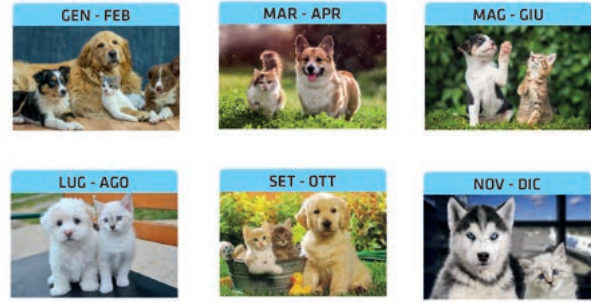 GEN - FEB
MAR - APR
MAG - GIU
LUG - AGO
SET - OTT
NOV - DIC